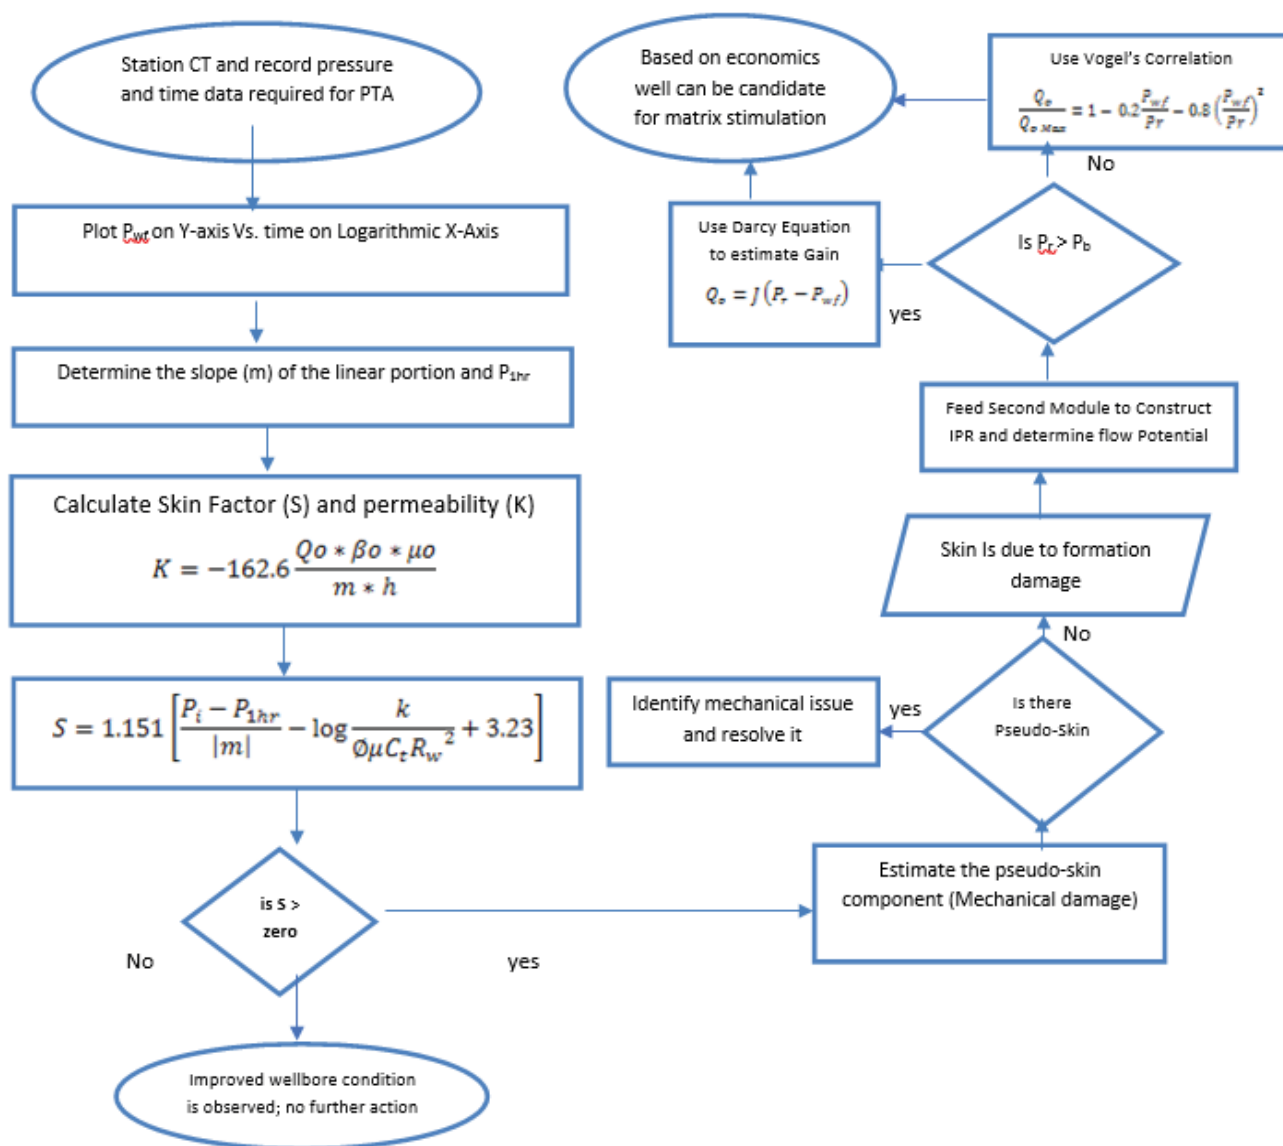 Station CT and record pressure
and time data required for PTA
Plot Pwf on Y-axis Vs. time on Logarithmic X-Axis
Determine the slope (m) of the linear portion and P1hr
Calculate Skin Factor (S) and permeability (K)
K = −162.6 Qo ∗ βo ∗ μo / m ∗ h
S = 1.151 [ Pi − P1hr / |m| − log k / ∅μCtRw² + 3.23 ]
is S >
zero
No
yes
Improved wellbore condition
is observed; no further action
Estimate the pseudo-skin
component (Mechanical damage)
Is there
Pseudo-Skin
yes
Identify mechanical issue
and resolve it
No
Skin Is due to formation
damage
Feed Second Module to Construct
IPR and determine flow Potential
Is Pr> Pb
yes
Use Darcy Equation
to estimate Gain
Qo = J(Pr − Pwf)
No
Use Vogel's Correlation
Qo / Qo Max = 1 − 0.2 Pwf / Pr − 0.8 (Pwf / Pr)²
Based on economics
well can be candidate
for matrix stimulation